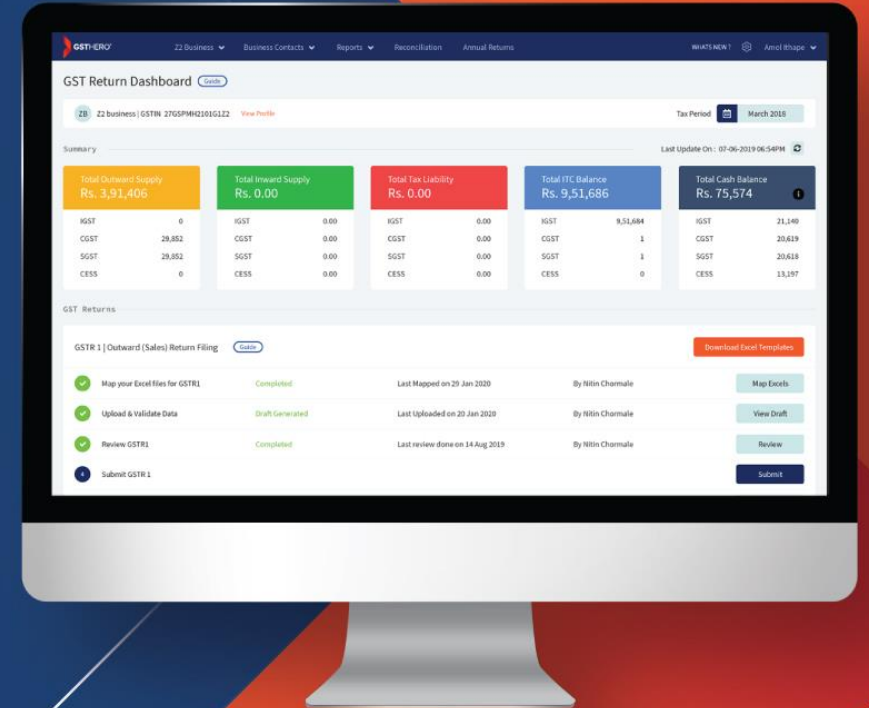 GSTHERO Z2 Business Business Contacts Reports Reconciliation Annual Returns WHATS NEW ? Amol Ithape
GST Return Dashboard Guide
ZB Z2 business | GSTIN 27GSPMH2101G1Z2 View Profile Tax Period March 2018
Summary Last Update On : 07-06-2019 06:54PM
Total Outward Supply Total Inward Supply Total Tax Liability Total ITC Balance Total Cash Balance
Rs. 3,91,406 Rs. 0.00 Rs. 0.00 Rs. 9,51,686 Rs. 75,574
IGST 0 IGST 0.00 IGST 0.00 IGST 9,51,684 IGST 21,140
CGST 29,852 CGST 0.00 CGST 0.00 CGST 1 CGST 20,619
SGST 29,852 SGST 0.00 SGST 0.00 SGST 1 SGST 20,618
CESS 0 CESS 0.00 CESS 0.00 CESS 0 CESS 13,197
GST Returns
GSTR 1 | Outward (Sales) Return Filing Guide Download Excel Templates
Map your Excel files for GSTR1 Completed Last Mapped on 29 Jan 2020 By Nitin Chormale Map Excels
Upload & Validate Data Draft Generated Last Uploaded on 20 Jan 2020 By Nitin Chormale View Draft
Review GSTR1 Completed Last review done on 14 Aug 2019 By Nitin Chormale Review
4 Submit GSTR 1 Submit